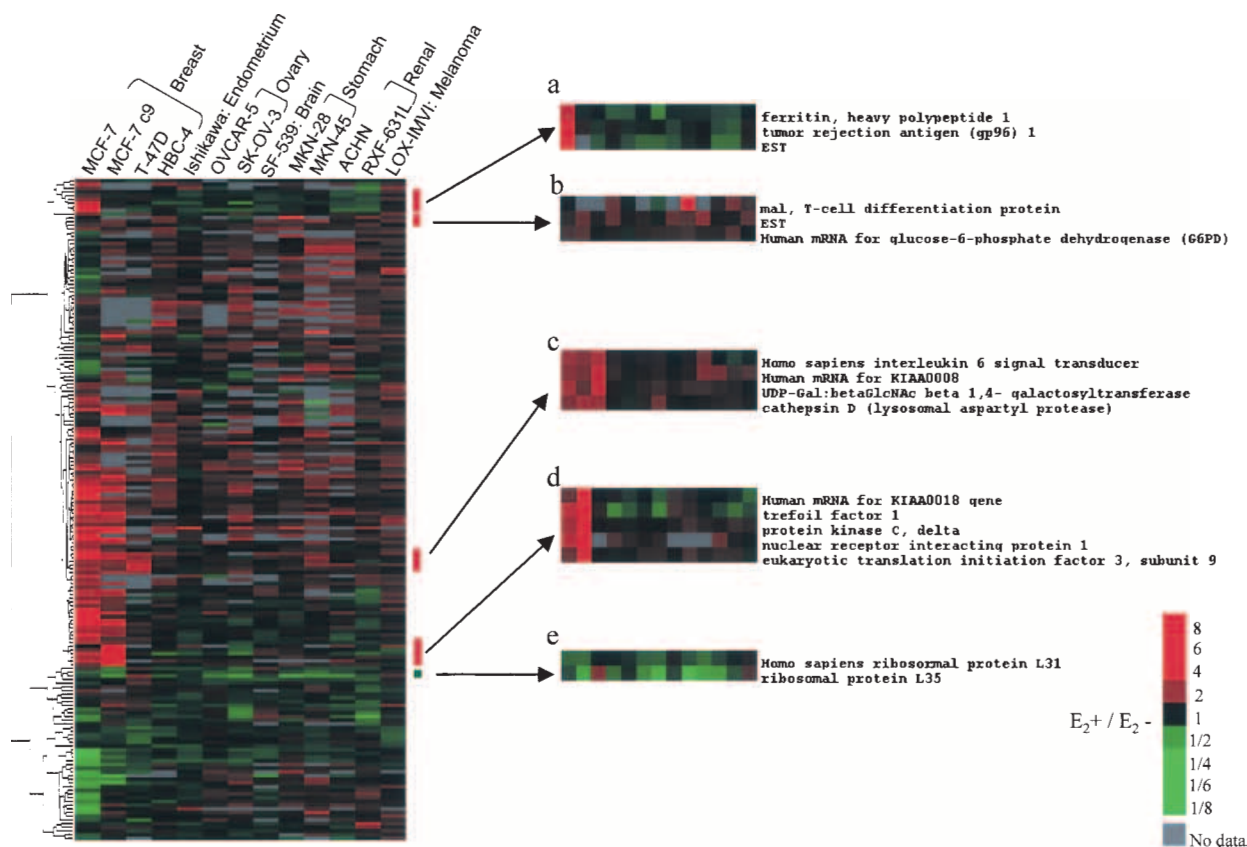 MCF-7
MCF-7 c9
T-47D
HBC-4
Breast
Ishikawa: Endometrium
OVCAR-5
SK-OV-3
Ovary
SF-539: Brain
MKN-28
MKN-45
Stomach
ACHN
RXF-631L
Renal
LOX-IMVI: Melanoma
a
ferritin, heavy polypeptide 1
tumor rejection antigen (gp96) 1
EST
b
mal, T-cell differentiation protein
EST
Human mRNA for glucose-6-phosphate dehydrogenase (G6PD)
c
Homo sapiens interleukin 6 signal transducer
Human mRNA for KIAA0008
UDP-Gal:betaGlcNAc beta 1,4- galactosyltransferase
cathepsin D (lysosomal aspartyl protease)
d
Human mRNA for KIAA0018 gene
trefoil factor 1
protein kinase C, delta
nuclear receptor interacting protein 1
eukaryotic translation initiation factor 3, subunit 9
e
Homo sapiens ribosormal protein L31
ribosomal protein L35
E₂+ / E₂ -
8
6
4
2
1
1/2
1/4
1/6
1/8
No data